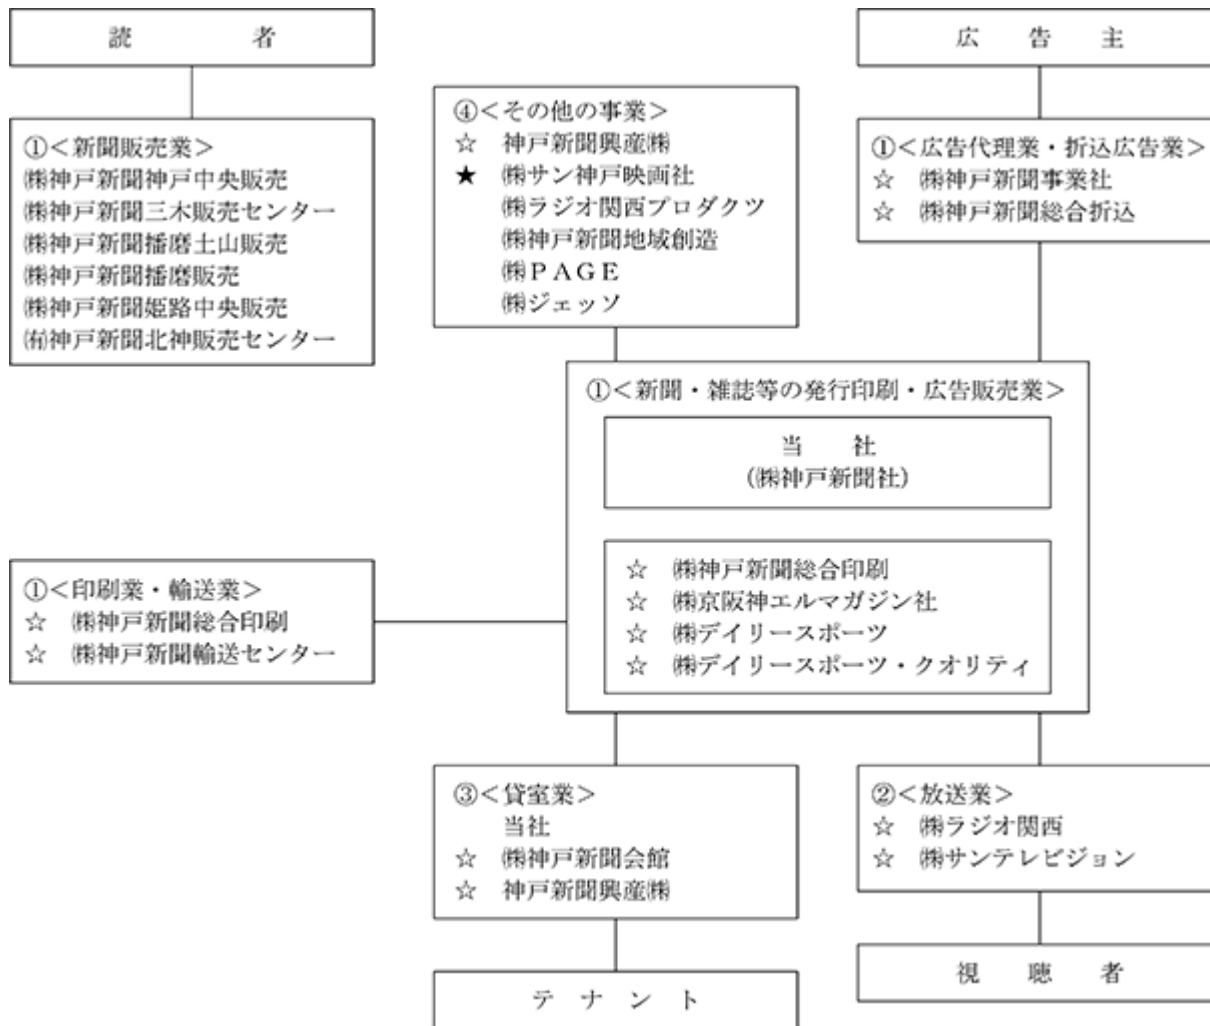 読者
①<新聞販売業>
㈱神戸新聞神戸中央販売
㈱神戸新聞三木販売センター
㈱神戸新聞播磨土山販売
㈱神戸新聞播磨販売
㈱神戸新聞姫路中央販売
㈲神戸新聞北神販売センター
④<その他の事業>
☆ 神戸新聞興産㈱
★ ㈱サン神戸映画社
㈱ラジオ関西プロダクツ
㈱神戸新聞地域創造
㈱PAGE
㈱ジェッソ
広告主
①<広告代理業・折込広告業>
☆ ㈱神戸新聞事業社
☆ ㈱神戸新聞総合折込
①<新聞・雑誌等の発行印刷・広告販売業>
当社
(㈱神戸新聞社)
☆ ㈱神戸新聞総合印刷
☆ ㈱京阪神エルマガジン社
☆ ㈱デイリースポーツ
☆ ㈱デイリースポーツ・クオリティ
①<印刷業・輸送業>
☆ ㈱神戸新聞総合印刷
☆ ㈱神戸新聞輸送センター
③<貸室業>
当社
☆ ㈱神戸新聞会館
☆ 神戸新聞興産㈱
テナント
②<放送業>
☆ ㈱ラジオ関西
☆ ㈱サンテレビジョン
視聴者